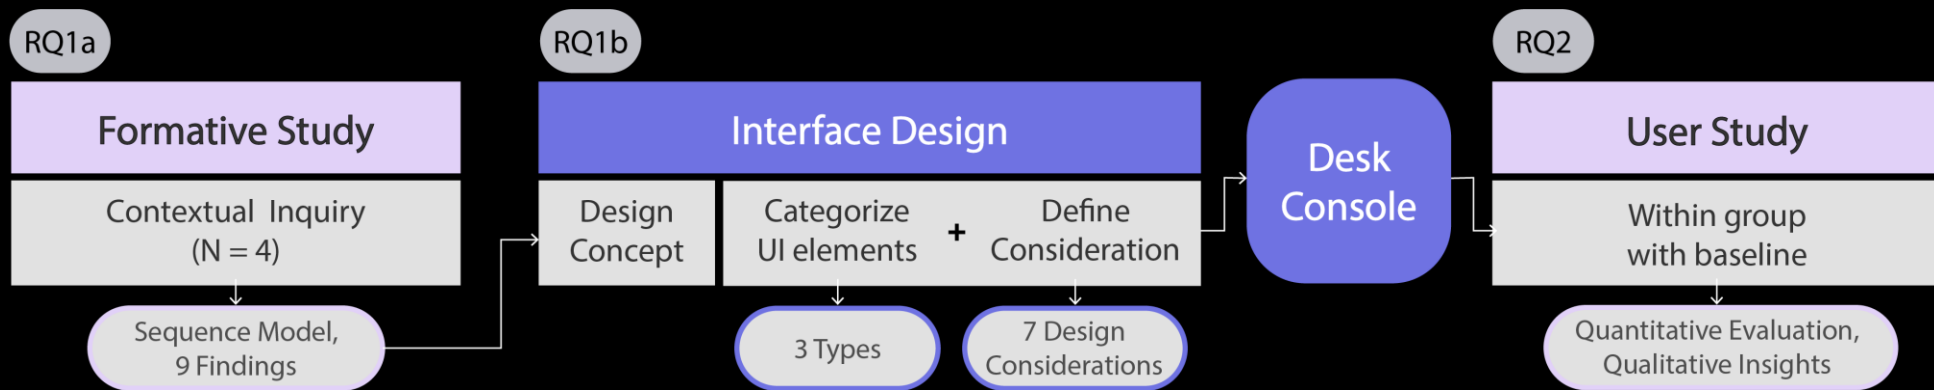 RQ1a
Formative Study
Contextual Inquiry
(N = 4)
Sequence Model,
9 Findings
RQ1b
Interface Design
Design
Concept
Categorize
UI elements
+
Define
Consideration
3 Types
7 Design
Considerations
Desk
Console
RQ2
User Study
Within group
with baseline
Quantitative Evaluation,
Qualitative Insights